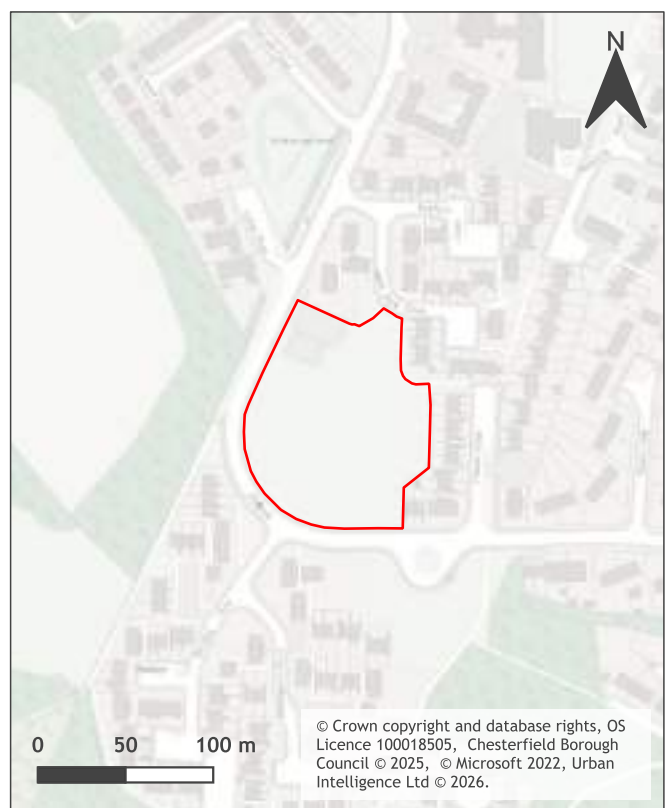 N
0 50 100 m
© Crown copyright and database rights, OS
Licence 100018505, Chesterfield Borough
Council © 2025, © Microsoft 2022, Urban
Intelligence Ltd © 2026.